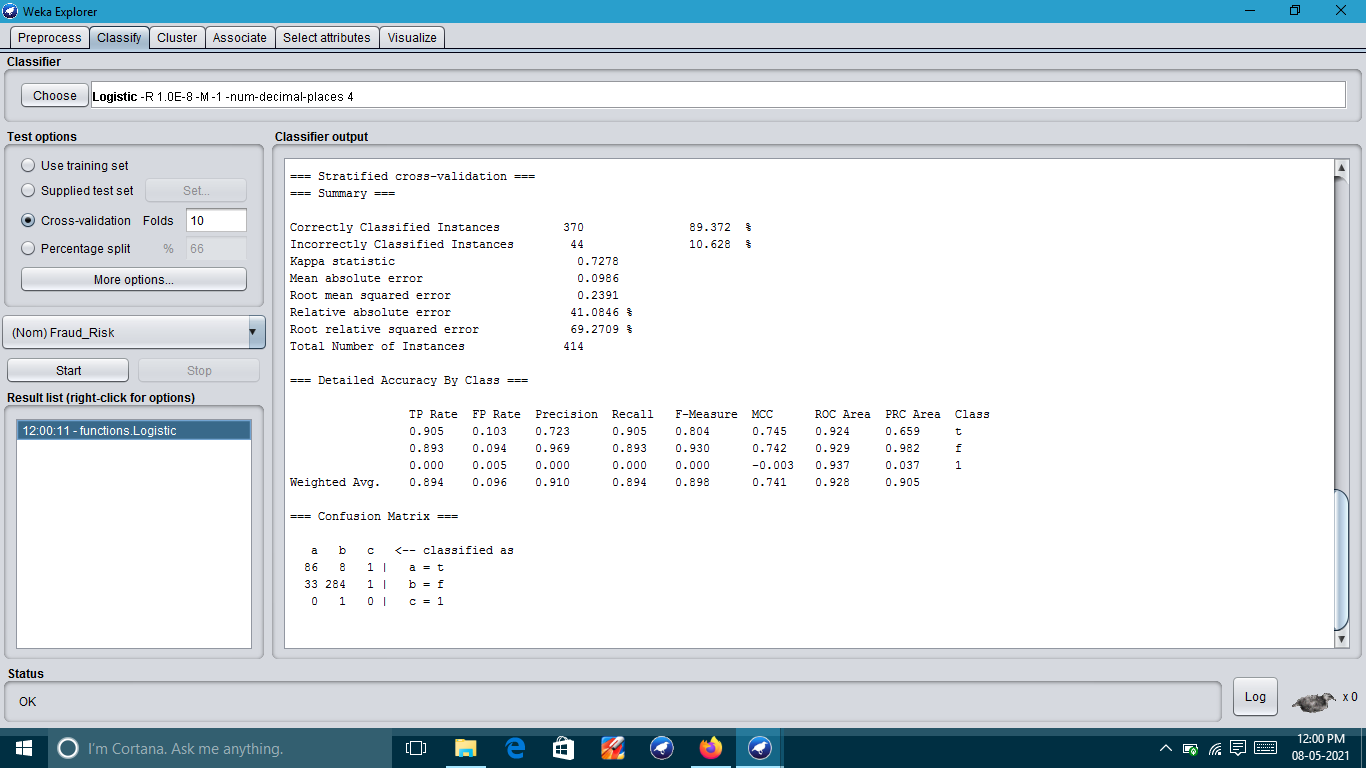 Weka Explorer
Preprocess Classify Cluster Associate Select attributes Visualize
Classifier
Choose Logistic -R 1.0E-8 -M -1 -num-decimal-places 4
Test options
Use training set
Supplied test set Set...
Cross-validation Folds 10
Percentage split % 66
More options...
(Nom) Fraud_Risk
Start Stop
Result list (right-click for options)
12:00:11 - functions.Logistic
Classifier output
=== Stratified cross-validation ===
=== Summary ===
Correctly Classified Instances 370 89.372 %
Incorrectly Classified Instances 44 10.628 %
Kappa statistic 0.7278
Mean absolute error 0.0986
Root mean squared error 0.2391
Relative absolute error 41.0846 %
Root relative squared error 69.2709 %
Total Number of Instances 414
=== Detailed Accuracy By Class ===
TP Rate FP Rate Precision Recall F-Measure MCC ROC Area PRC Area Class
0.905 0.103 0.723 0.905 0.804 0.745 0.924 0.659 t
0.893 0.094 0.969 0.893 0.930 0.742 0.929 0.982 f
0.000 0.005 0.000 0.000 0.000 -0.003 0.937 0.037 1
Weighted Avg. 0.894 0.096 0.910 0.894 0.898 0.741 0.928 0.905
=== Confusion Matrix ===
a b c <-- classified as
86 8 1 | a = t
33 284 1 | b = f
0 1 0 | c = 1
Status
OK
Log x 0
I'm Cortana. Ask me anything.
12:00 PM
08-05-2021